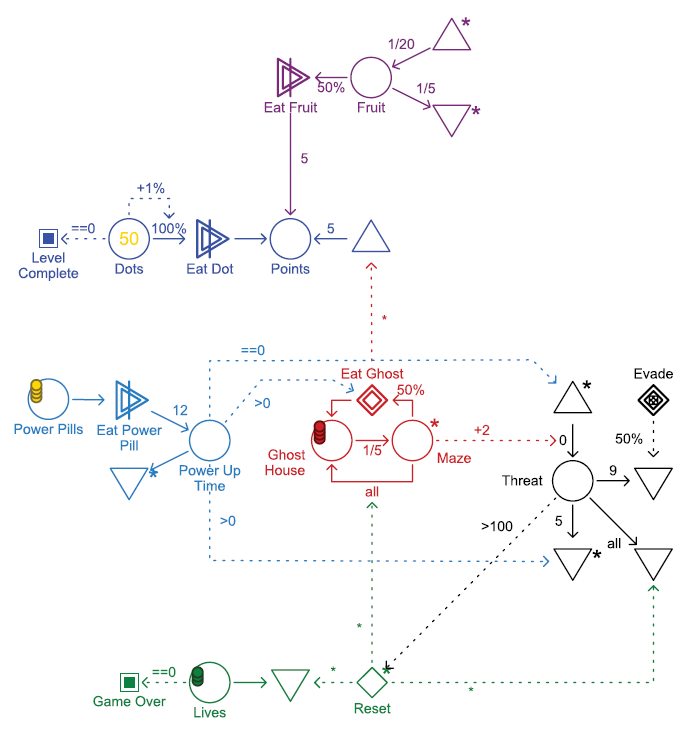 *
1/20
50%
1/5
*
Eat Fruit
Fruit
5
+1%
==0
50
100%
5
Level
Complete
Dots
Eat Dot
Points
*
==0
Eat Ghost
*
Evade
>0
50%
12
*
+2
0
50%
Power Pills
Eat Power
Pill
Power Up
Time
*
Ghost
House
1/5
Maze
Threat
9
all
>0
>100
5
all
*
*
==0
*
*
*
Game Over
Lives
Reset